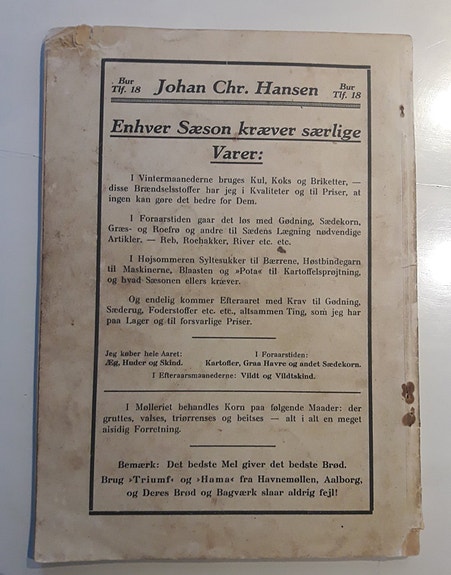 Bur
Tlf. 18
Johan Chr. Hansen
Bur
Tlf. 18
Enhver Sæson kræver særlige
Varer:
I Vintermaanederne bruges Kul, Koks og Briketter, —
disse Brændselsstoffer har jeg i Kvaliteter og til Priser, at
ingen kan gøre det bedre for Dem.
I Foraarstiden gaar det løs med Gødning, Sædekorn,
Græs- og Roefrø og andre til Sædens Lægning nødvendige
Artikler, — Reb, Roehakker, River etc. etc.
I Højsommeren Syltesukker til Bærrene, Høstbindegarn
til Maskinerne, Blaasten og »Pota« til Kartoffelsprøjtning,
og hvad Sæsonen ellers kræver.
Og endelig kommer Efteraaret med Krav til Gødning,
Sæderug, Foderstoffer etc. etc., altsammen Ting, som jeg har
paa Lager og til forsvarlige Priser.
Jeg køber hele Aaret:
Æg, Huder og Skind.
I Foraarstiden:
Kartofler, Graa Havre og andet Sædekorn.
I Efteraarsmaanederne: Vildt og Vildtskind.
I Mølleriet behandles Korn paa følgende Maader: der
gruttes, valses, triørrenses og bejtses — alt i alt en meget
alsidig Forretning.
Bemærk: Det bedste Mel giver det bedste Brød.
Brug »Triumf« og »Hama« fra Havnemøllen, Aalborg,
og Deres Brød og Bagværk slaar aldrig fejl!